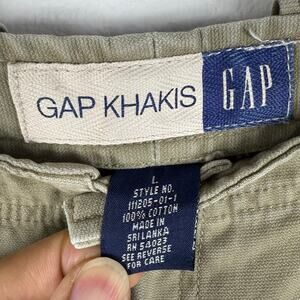 GAP KHAKIS GAP
L
STYLE NO.
111205-01-1
100% COTTON
MADE IN
SRI LANKA
RN 54023
SEE REVERSE
FOR CARE